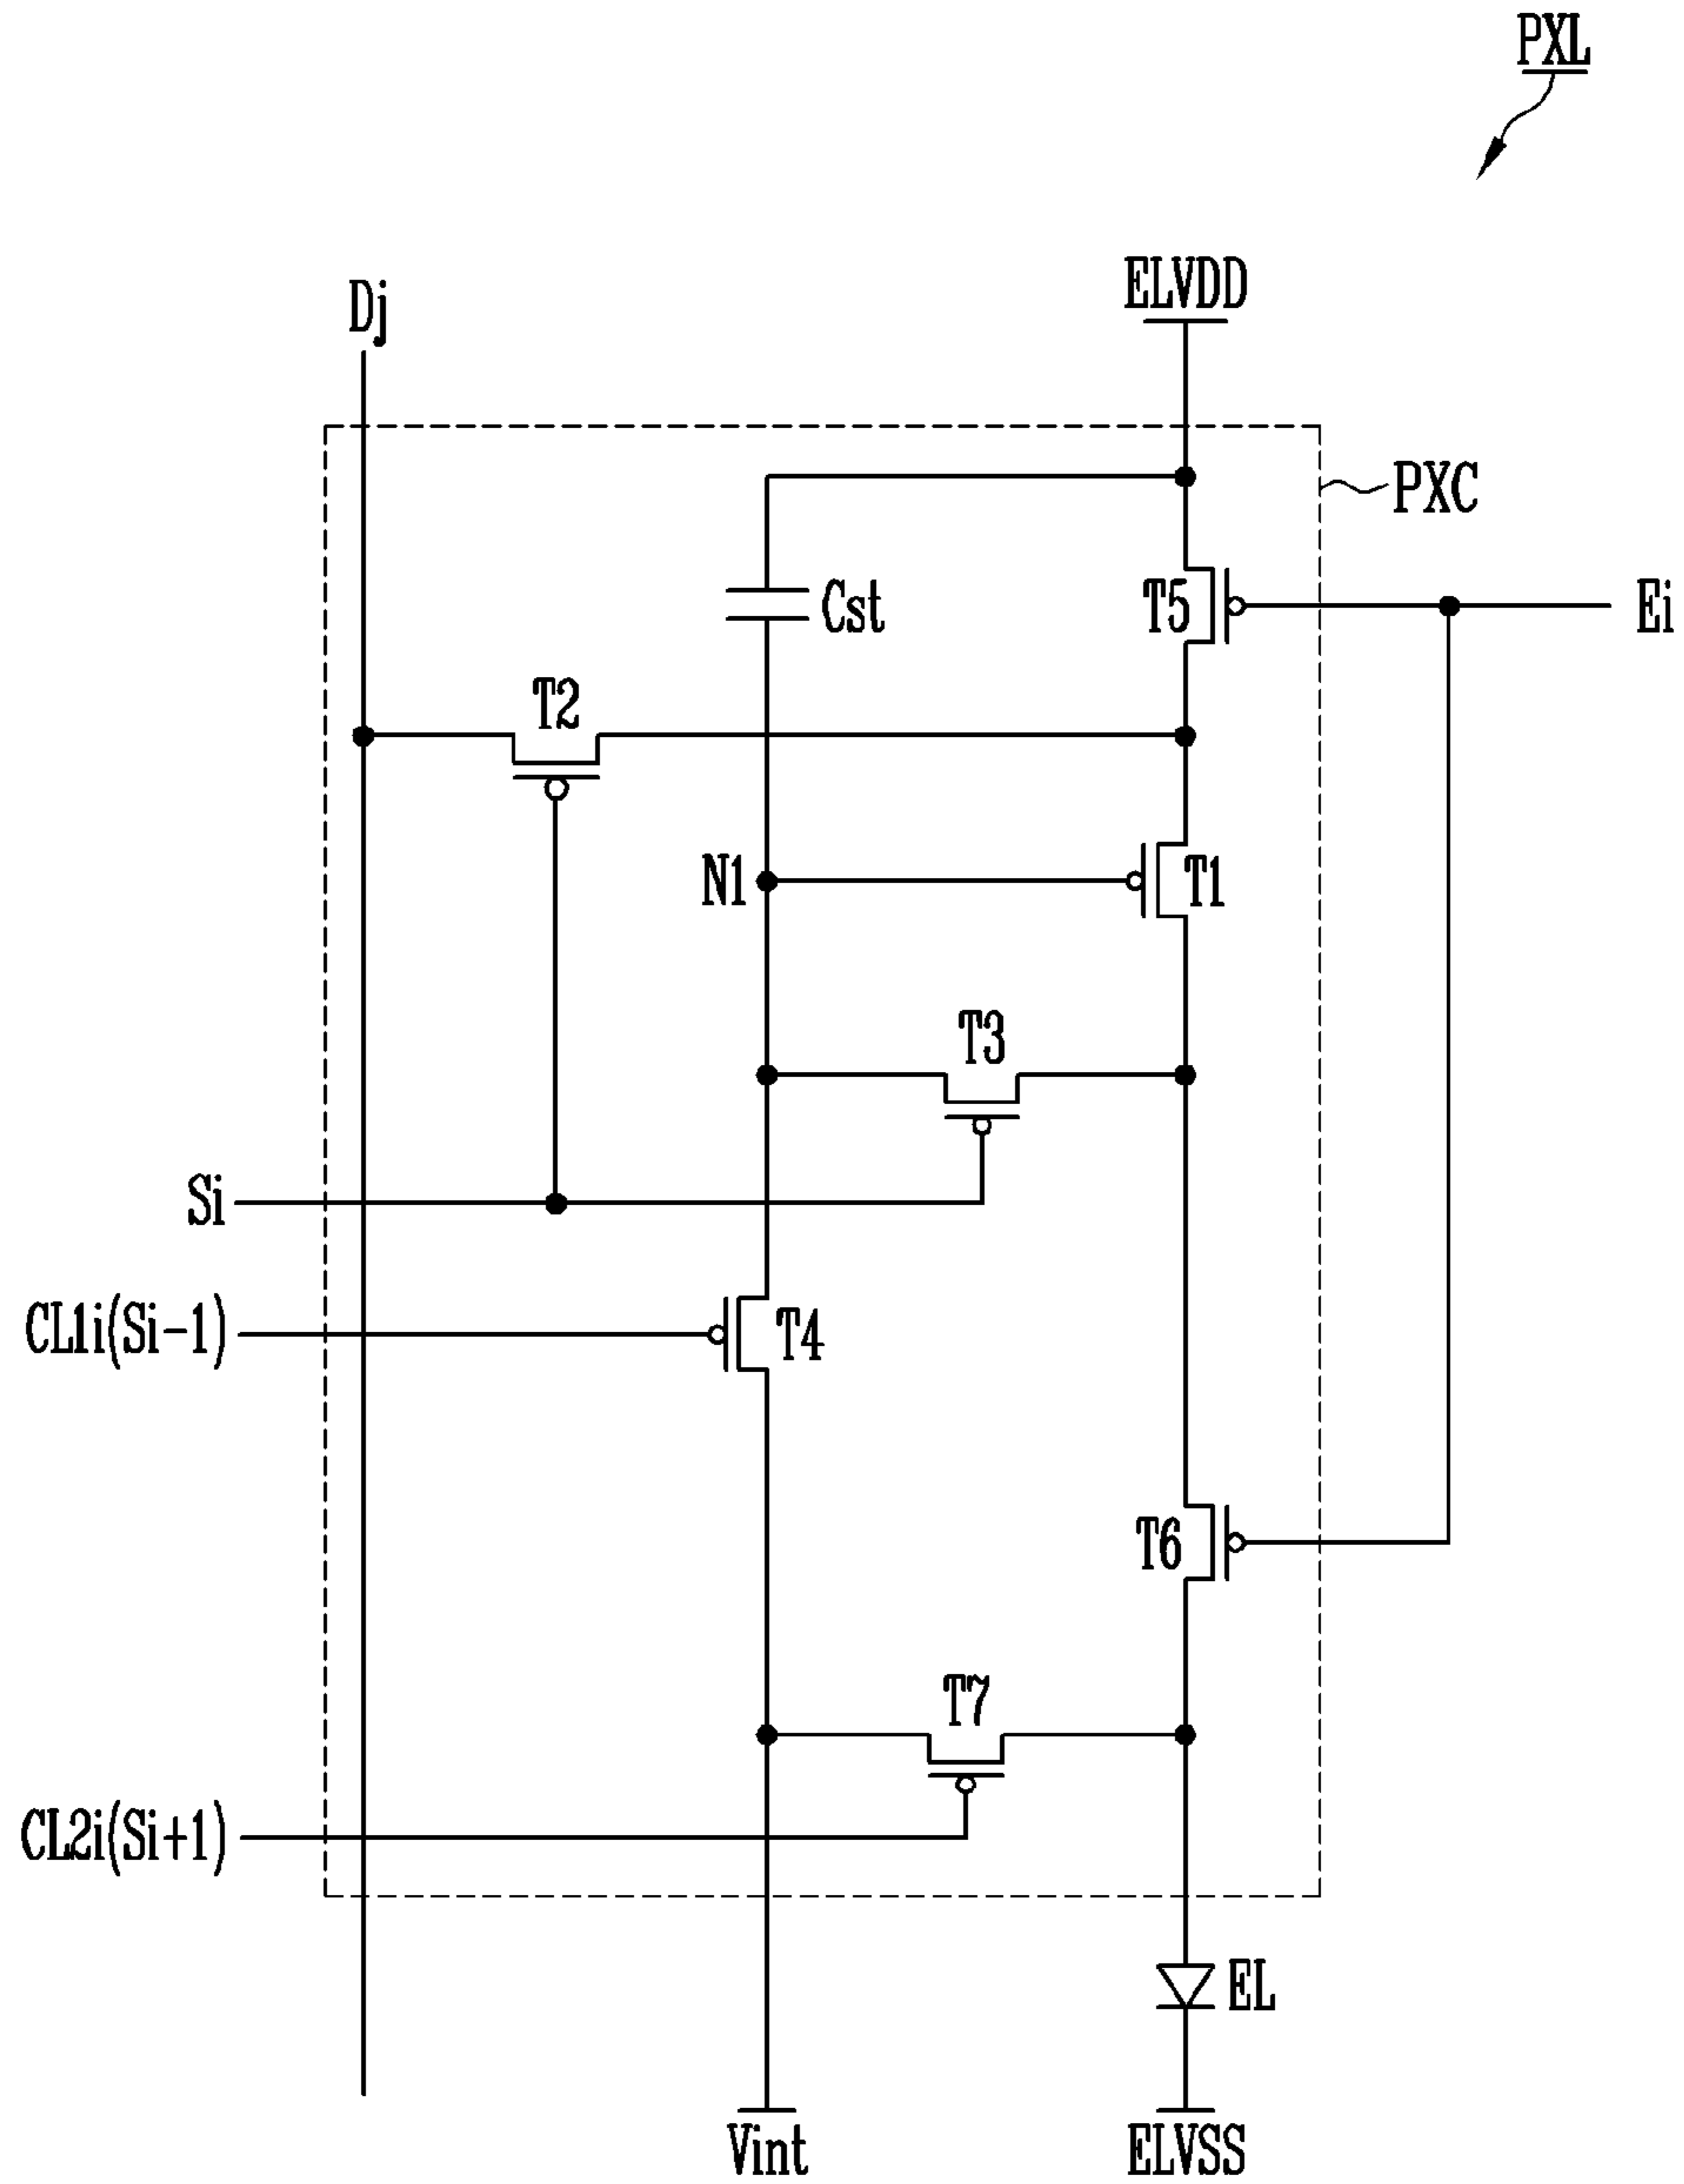 PXL
ELVDD
Dj
PXC
Cst
T5
Ei
T2
N1
T1
T3
Si
CL1i(Si-1)
T4
T6
T7
CL2i(Si+1)
EL
Vint
ELVSS